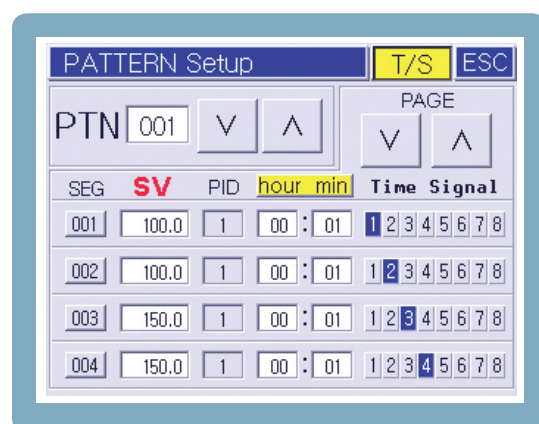 PATTERN Setup T/S ESC
PTN 001 ∨ ∧ PAGE ∨ ∧
SEG SV PID hour min Time Signal
001 100.0 1 00 : 01 1 2 3 4 5 6 7 8
002 100.0 1 00 : 01 1 2 3 4 5 6 7 8
003 150.0 1 00 : 01 1 2 3 4 5 6 7 8
004 150.0 1 00 : 01 1 2 3 4 5 6 7 8